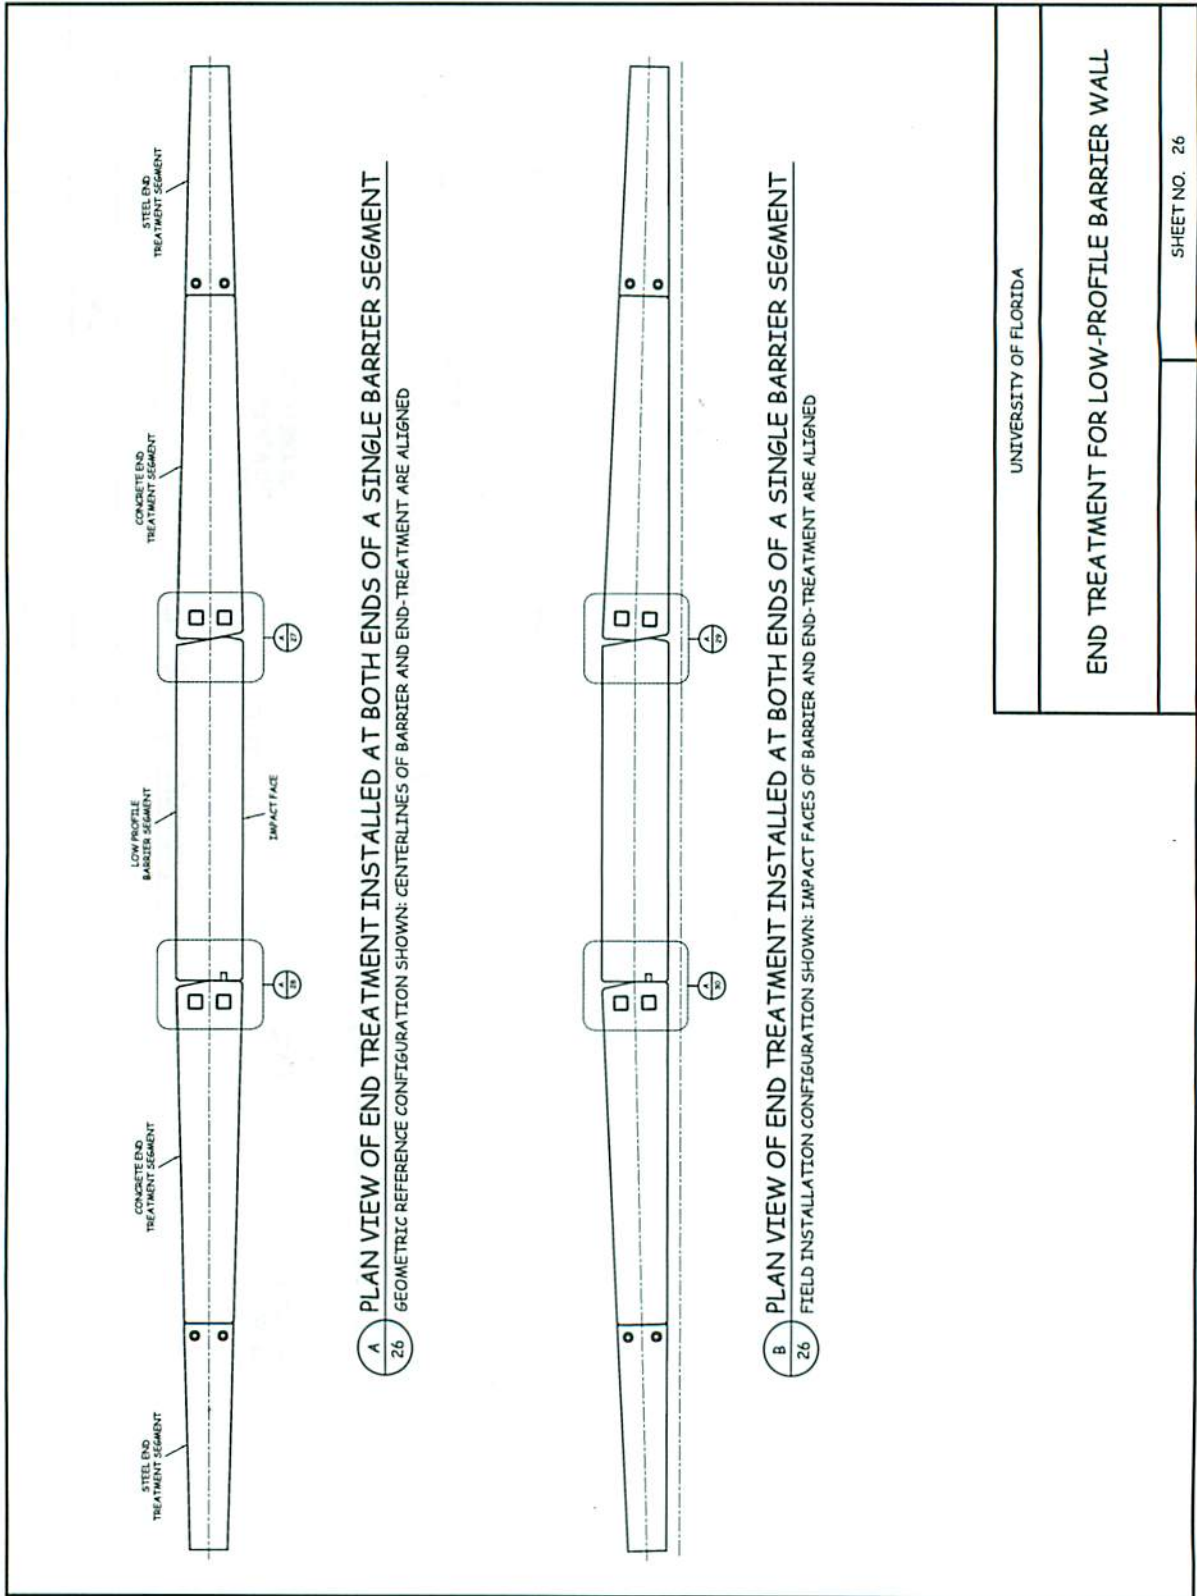 STEEL END
TREATMENT SEGMENT
CONCRETE END
TREATMENT SEGMENT
LOW PROFILE
BARRIER SEGMENT
IMPACT FACE
CONCRETE END
TREATMENT SEGMENT
STEEL END
TREATMENT SEGMENT
A
28
A
27
A
26
PLAN VIEW OF END TREATMENT INSTALLED AT BOTH ENDS OF A SINGLE BARRIER SEGMENT
GEOMETRIC REFERENCE CONFIGURATION SHOWN: CENTERLINES OF BARRIER AND END-TREATMENT ARE ALIGNED
A
30
A
29
B
26
PLAN VIEW OF END TREATMENT INSTALLED AT BOTH ENDS OF A SINGLE BARRIER SEGMENT
FIELD INSTALLATION CONFIGURATION SHOWN: IMPACT FACES OF BARRIER AND END-TREATMENT ARE ALIGNED
UNIVERSITY OF FLORIDA
END TREATMENT FOR LOW-PROFILE BARRIER WALL
SHEET NO. 26